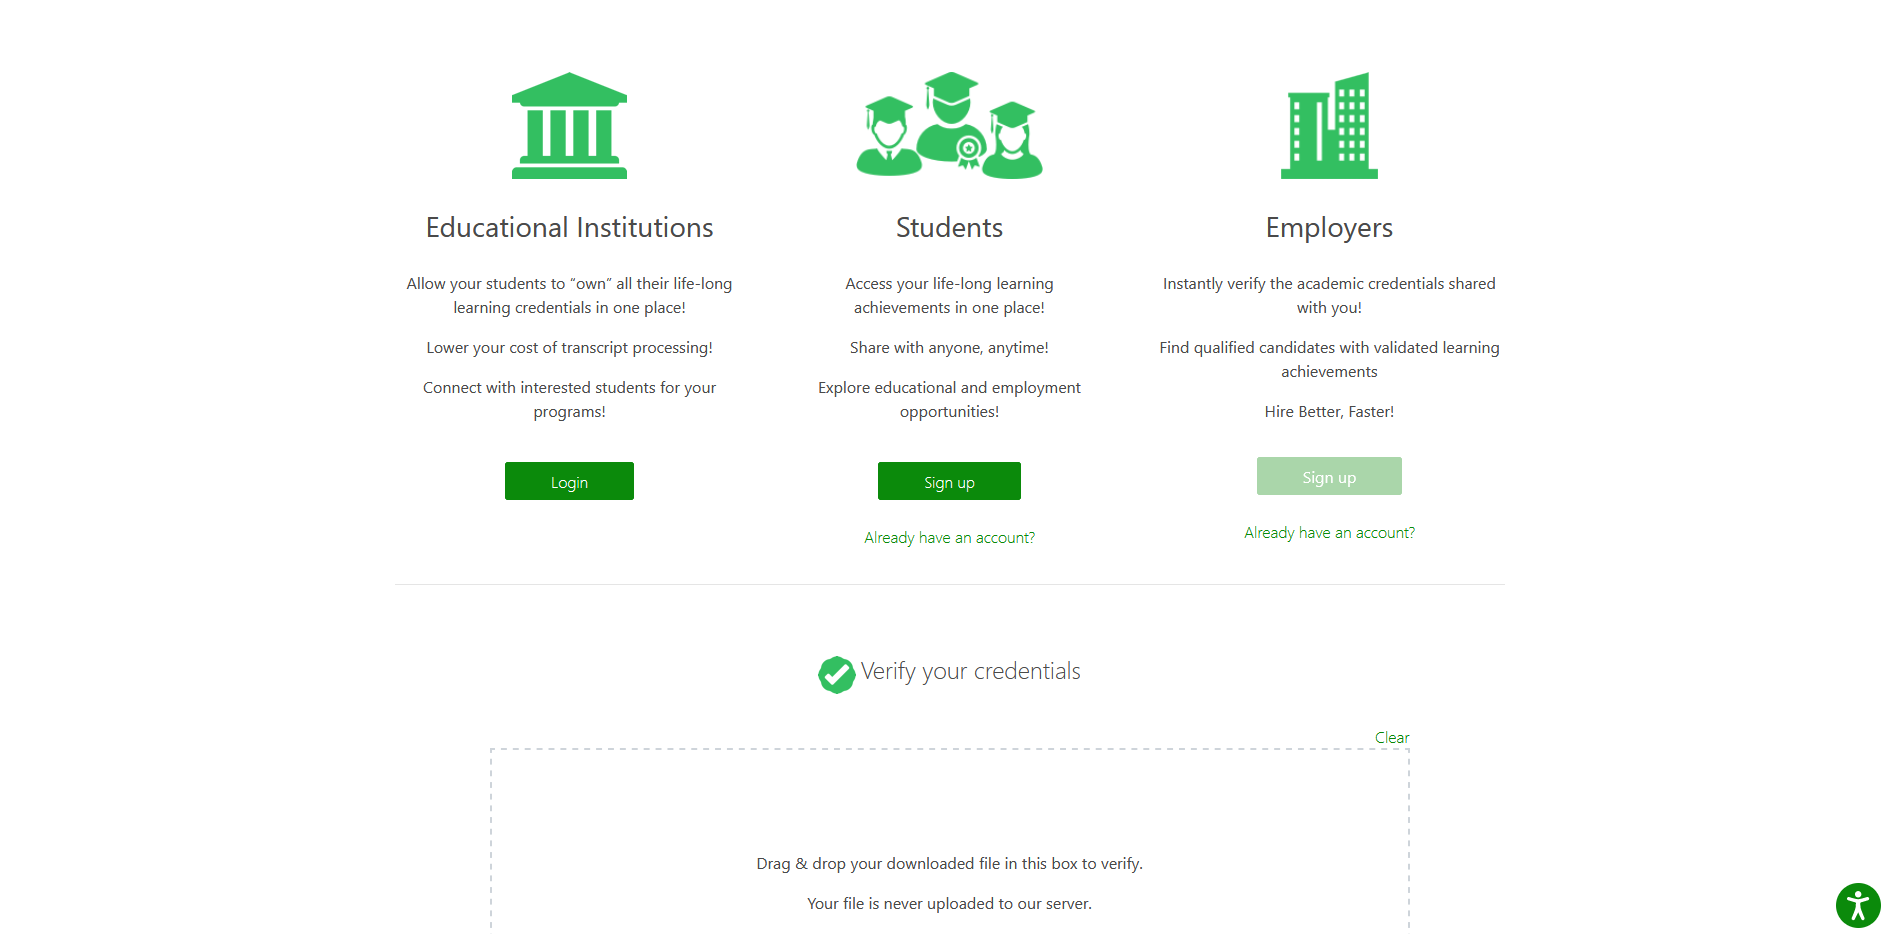 Educational Institutions
Allow your students to “own” all their life-long
learning credentials in one place!
Lower your cost of transcript processing!
Connect with interested students for your
programs!
Login
Students
Access your life-long learning
achievements in one place!
Share with anyone, anytime!
Explore educational and employment
opportunities!
Sign up
Already have an account?
Employers
Instantly verify the academic credentials shared
with you!
Find qualified candidates with validated learning
achievements
Hire Better, Faster!
Sign up
Already have an account?
Verify your credentials
Clear
Drag & drop your downloaded file in this box to verify.
Your file is never uploaded to our server.